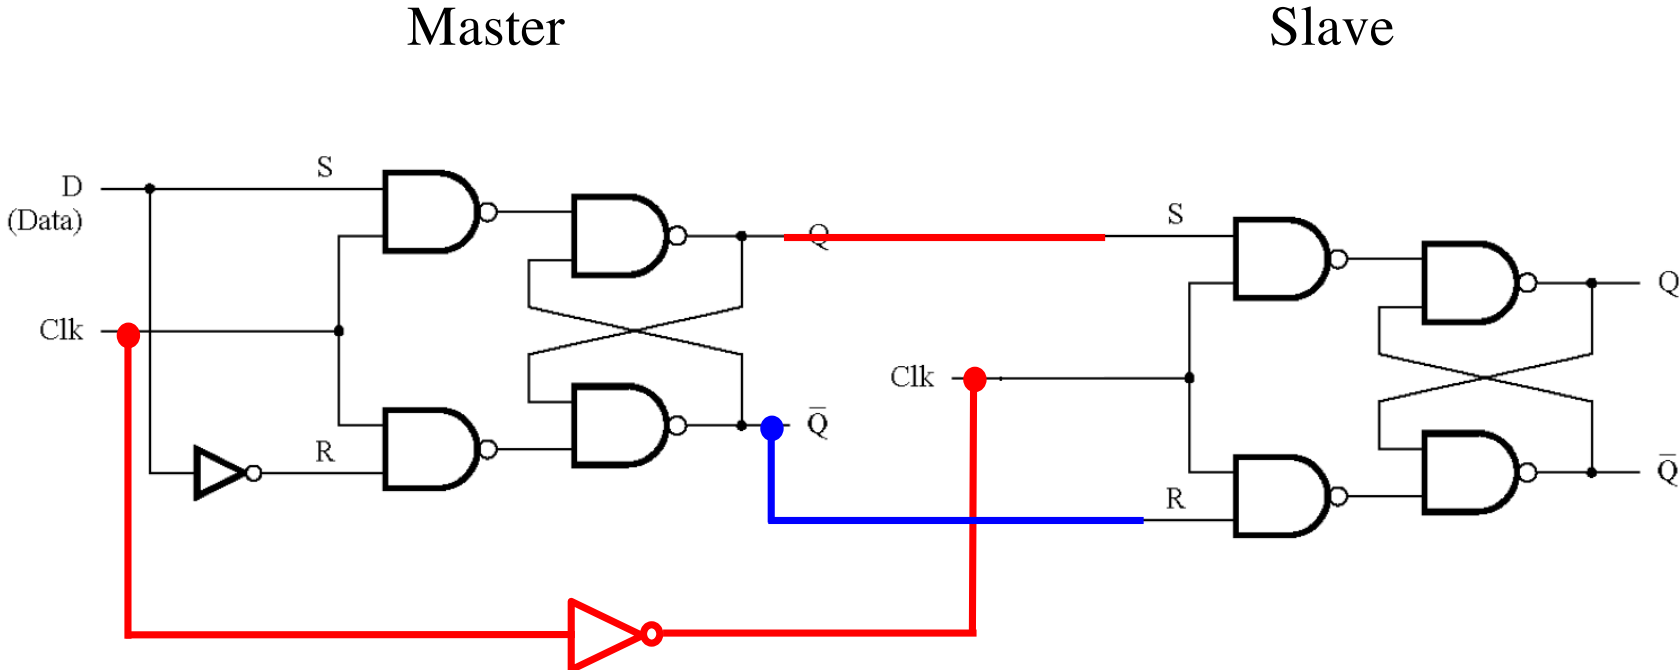 Master
Slave
D
(Data)
S
Clk
R
Q
Q̅
S
Clk
R
Q
Q̅